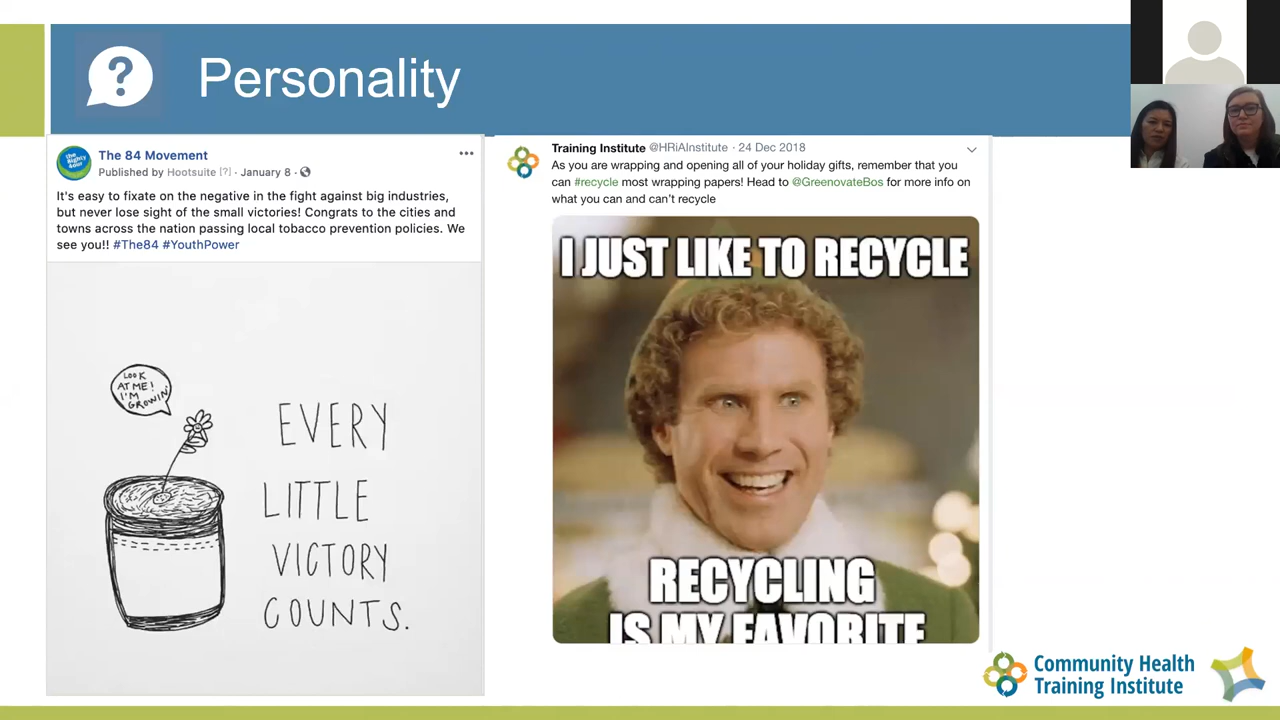 ?
Personality
The 84 Movement
Published by Hootsuite [?] · January 8 ·
It's easy to fixate on the negative in the fight against big industries,
but never lose sight of the small victories! Congrats to the cities and
towns across the nation passing local tobacco prevention policies. We
see you!! #The84 #YouthPower
LOOK
AT ME!
I'M
GROWIN'
EVERY
LITTLE
VICTORY
COUNTS.
Training Institute @HRiAInstitute · 24 Dec 2018
As you are wrapping and opening all of your holiday gifts, remember that you
can #recycle most wrapping papers! Head to @GreenovateBos for more info on
what you can and can't recycle
I JUST LIKE TO RECYCLE
RECYCLING
IS MY FAVORITE
Community Health
Training Institute